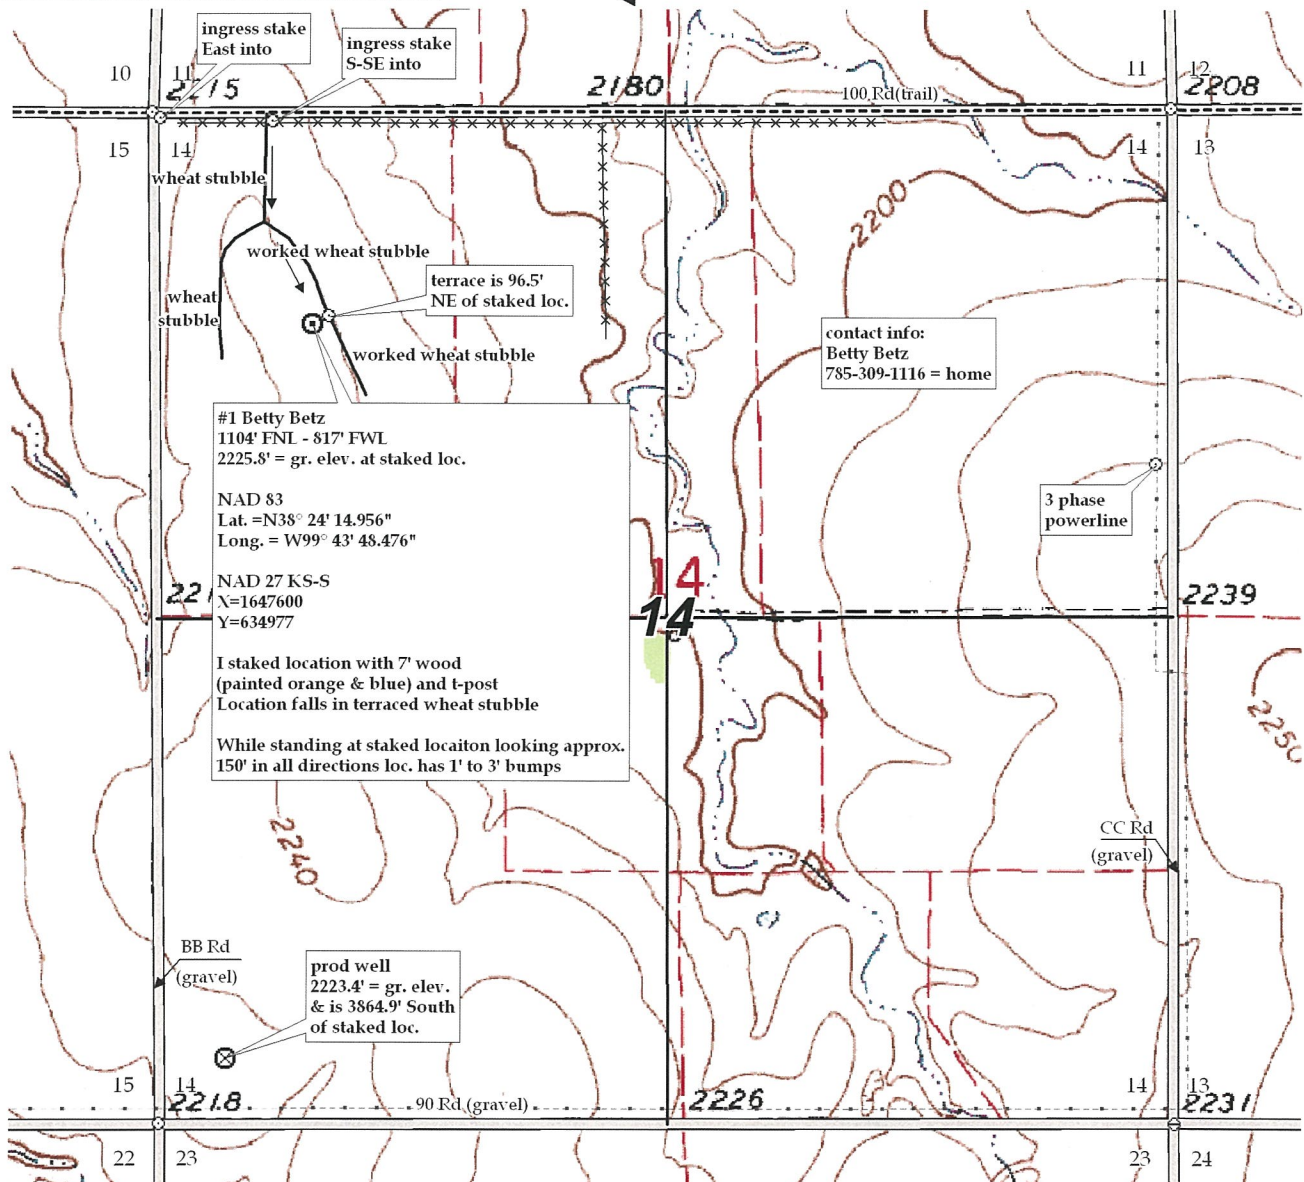 ingress stake
East into
ingress stake
S-SE into
10
11
2215
2180
11
12
2208
100 Rd(trail)
15
14
14
13
wheat stubble
2200
worked wheat stubble
terrace is 96.5'
NE of staked loc.
wheat
stubble
worked wheat stubble
contact info:
Betty Betz
785-309-1116 = home
#1 Betty Betz
1104' FNL - 817' FWL
2225.8' = gr. elev. at staked loc.
NAD 83
Lat. =N38° 24' 14.956"
Long. = W99° 43' 48.476"
NAD 27 KS-S
X=1647600
Y=634977
I staked location with 7' wood
(painted orange & blue) and t-post
Location falls in terraced wheat stubble
While standing at staked locaiton looking approx.
150' in all directions loc. has 1' to 3' bumps
3 phase
powerline
14
14
2239
2250
2240
CC Rd
(gravel)
BB Rd
(gravel)
prod well
2223.4' = gr. elev.
& is 3864.9' South
of staked loc.
15
14
2218
90 Rd (gravel)
2226
14
13
2231
22
23
23
24